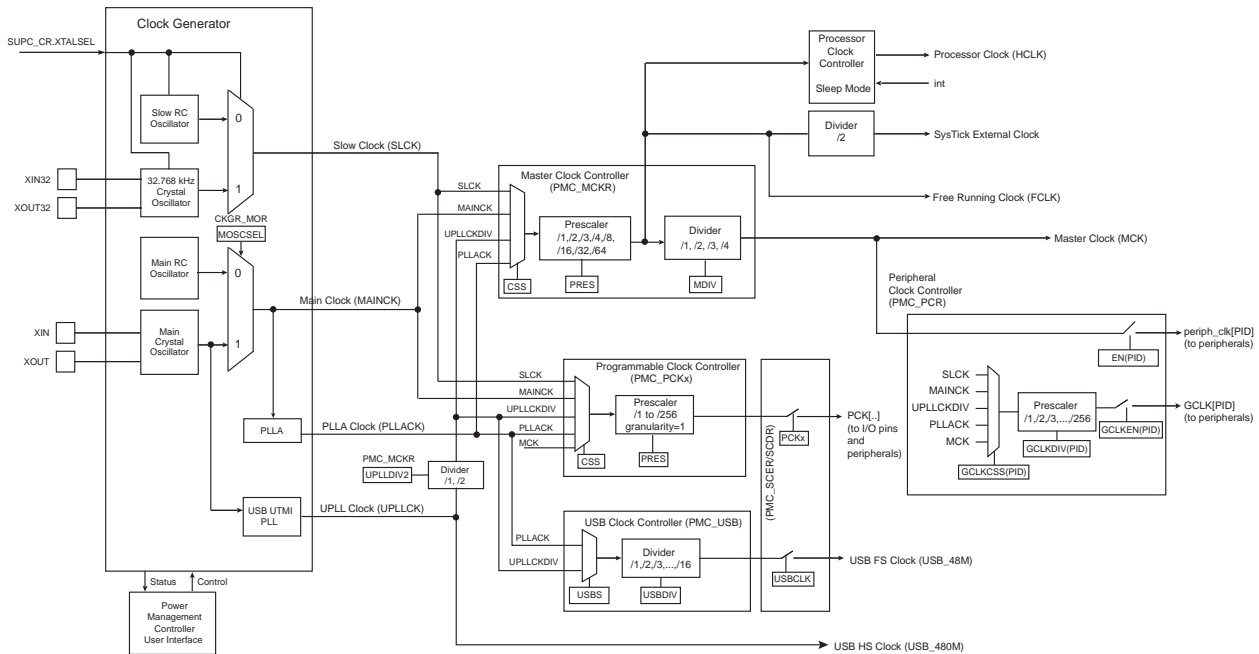 Clock Generator
SUPC_CR.XTALSEL
Slow RC
Oscillator
0
1
XIN32
XOUT32
32.768 kHz
Crystal
Oscillator
Slow Clock (SLCK)
CKGR_MOR
MOSCSEL
Main RC
Oscillator
0
1
XIN
XOUT
Main
Crystal
Oscillator
Main Clock (MAINCK)
PLLA
PLLA Clock (PLLACK)
USB UTMI
PLL
UPLL Clock (UPLLCK)
PMC_MCKR
UPLLDIV2
Divider
/1, /2
Status
Control
Power
Management
Controller
User Interface
Master Clock Controller
(PMC_MCKR)
SLCK
MAINCK
UPLLCKDIV
PLLACK
CSS
Prescaler
/1,/2,/3,/4,/8,
/16,/32,/64
PRES
Divider
/1, /2, /3, /4
MDIV
Processor
Clock
Controller
Sleep Mode
Processor Clock (HCLK)
int
Divider
/2
SysTick External Clock
Free Running Clock (FCLK)
Master Clock (MCK)
Programmable Clock Controller
(PMC_PCKx)
SLCK
MAINCK
UPLLCKDIV
PLLACK
MCK
CSS
Prescaler
/1 to /256
granularity=1
PRES
(PMC_SCER/SCDR)
PCKx
PCK[..]
(to I/O pins
and
peripherals)
USB Clock Controller (PMC_USB)
PLLACK
UPLLCKDIV
USBS
Divider
/1,/2,/3,...,/16
USBDIV
USBCLK
USB FS Clock (USB_48M)
USB HS Clock (USB_480M)
Peripheral
Clock Controller
(PMC_PCR)
EN(PID)
periph_clk[PID]
(to peripherals)
SLCK
MAINCK
UPLLCKDIV
PLLACK
MCK
GCLKCSS(PID)
Prescaler
/1,/2,/3,...,/256
GCLKDIV(PID)
GCLKEN(PID)
GCLK[PID]
(to peripherals)